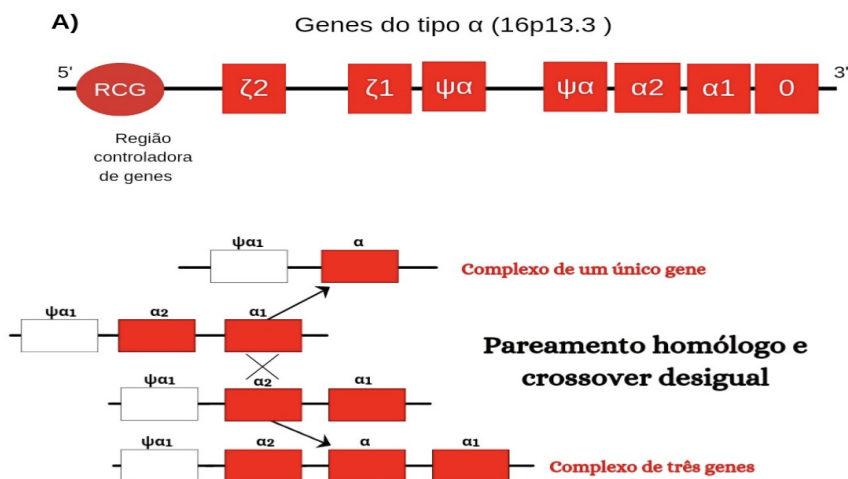 A)
Genes do tipo α (16p13.3 )
5'
3'
RCG
ζ2
ζ1
ψα
ψα
α2
α1
0
Região
controladora
de genes
ψα1
α
Complexo de um único gene
ψα1
α2
α1
Pareamento homólogo e
crossover desigual
ψα1
α2
α1
ψα1
α2
α
α1
Complexo de três genes